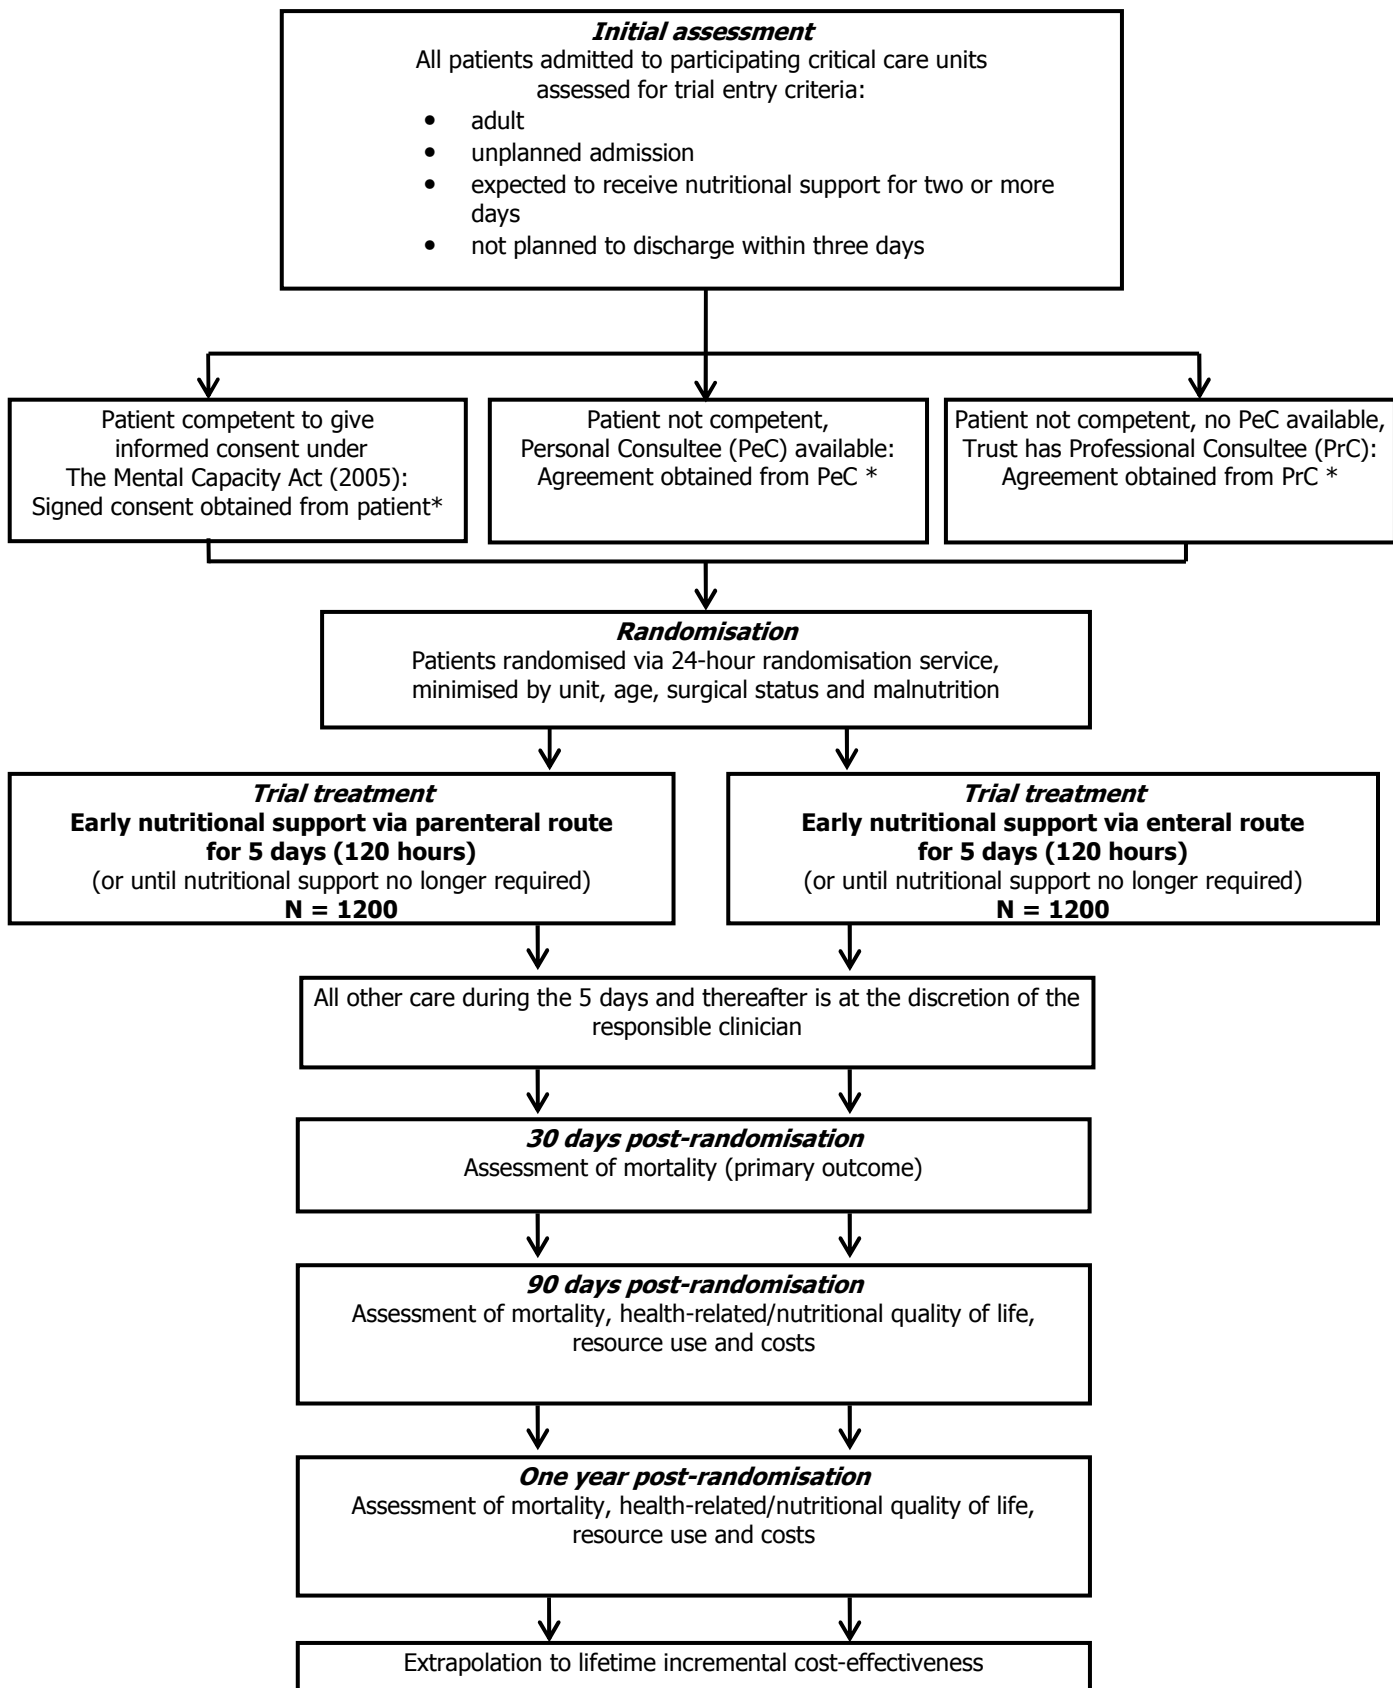 Initial assessment
All patients admitted to participating critical care units
assessed for trial entry criteria:
• adult
• unplanned admission
• expected to receive nutritional support for two or more
days
• not planned to discharge within three days
Patient competent to give
informed consent under
The Mental Capacity Act (2005):
Signed consent obtained from patient*
Patient not competent,
Personal Consultee (PeC) available:
Agreement obtained from PeC *
Patient not competent, no PeC available,
Trust has Professional Consultee (PrC):
Agreement obtained from PrC *
Randomisation
Patients randomised via 24-hour randomisation service,
minimised by unit, age, surgical status and malnutrition
Trial treatment
Early nutritional support via parenteral route
for 5 days (120 hours)
(or until nutritional support no longer required)
N = 1200
Trial treatment
Early nutritional support via enteral route
for 5 days (120 hours)
(or until nutritional support no longer required)
N = 1200
All other care during the 5 days and thereafter is at the discretion of the
responsible clinician
30 days post-randomisation
Assessment of mortality (primary outcome)
90 days post-randomisation
Assessment of mortality, health-related/nutritional quality of life,
resource use and costs
One year post-randomisation
Assessment of mortality, health-related/nutritional quality of life,
resource use and costs
Extrapolation to lifetime incremental cost-effectiveness